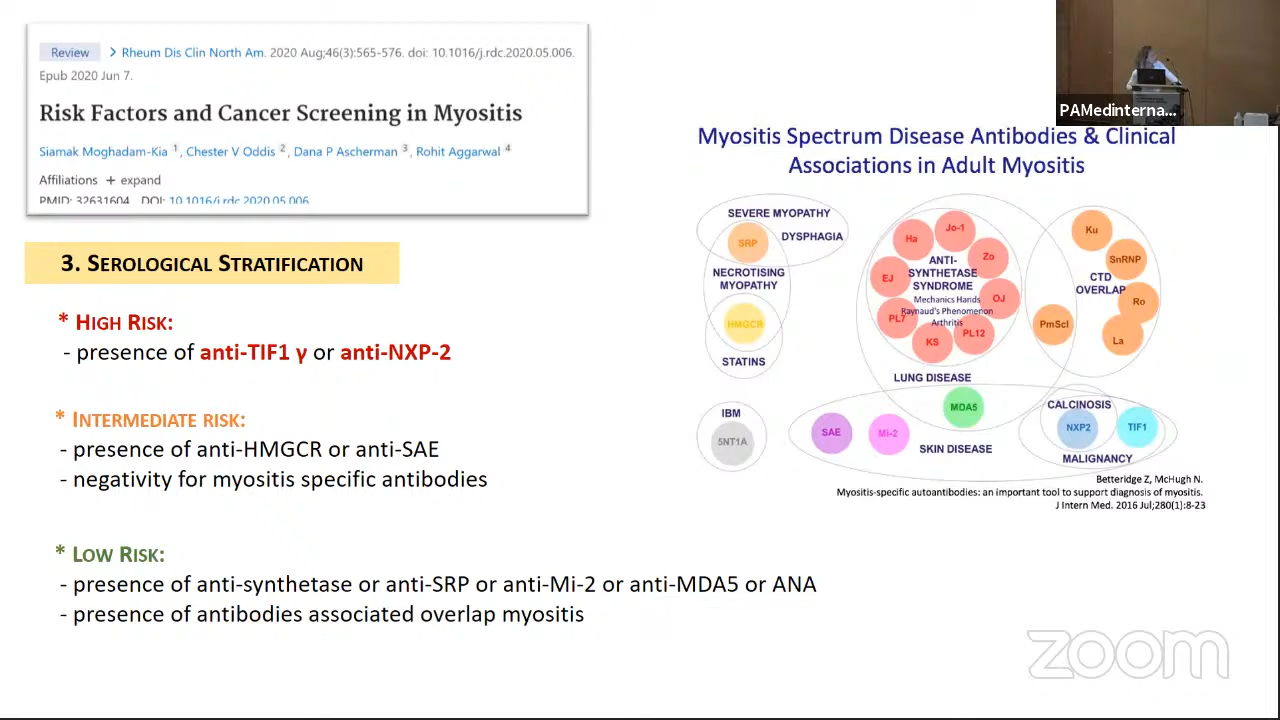 Review > Rheum Dis Clin North Am. 2020 Aug;46(3):565-576. doi: 10.1016/j.rdc.2020.05.006.
Epub 2020 Jun 7.
Risk Factors and Cancer Screening in Myositis
Siamak Moghadam-Kia 1, Chester V Oddis 2, Dana P Ascherman 3, Rohit Aggarwal 4
Affiliations + expand
PMID: 32631604 DOI: 10.1016/j.rdc.2020.05.006
PAMedinterna...
3. SEROLOGICAL STRATIFICATION
* HIGH RISK:
- presence of anti-TIF1 γ or anti-NXP-2
* INTERMEDIATE RISK:
- presence of anti-HMGCR or anti-SAE
- negativity for myositis specific antibodies
* LOW RISK:
- presence of anti-synthetase or anti-SRP or anti-Mi-2 or anti-MDA5 or ANA
- presence of antibodies associated overlap myositis
Myositis Spectrum Disease Antibodies & Clinical
Associations in Adult Myositis
SEVERE MYOPATHY
DYSPHAGIA
SRP
NECROTISING
MYOPATHY
HMGCR
STATINS
IBM
5NT1A
Jo-1
Ha
Zo
EJ
ANTI-
SYNTHETASE
SYNDROME
Mechanics Hands
Raynaud's Phenomenon
Arthritis
OJ
PL7
PL12
KS
LUNG DISEASE
MDA5
SAE
Mi-2
SKIN DISEASE
Ku
SnRNP
CTD
OVERLAP
Ro
PmScl
La
CALCINOSIS
NXP2
TIF1
MALIGNANCY
Betteridge Z, McHugh N.
Myositis-specific autoantibodies: an important tool to support diagnosis of myositis.
J Intern Med. 2016 Jul;280(1):8-23
zoom